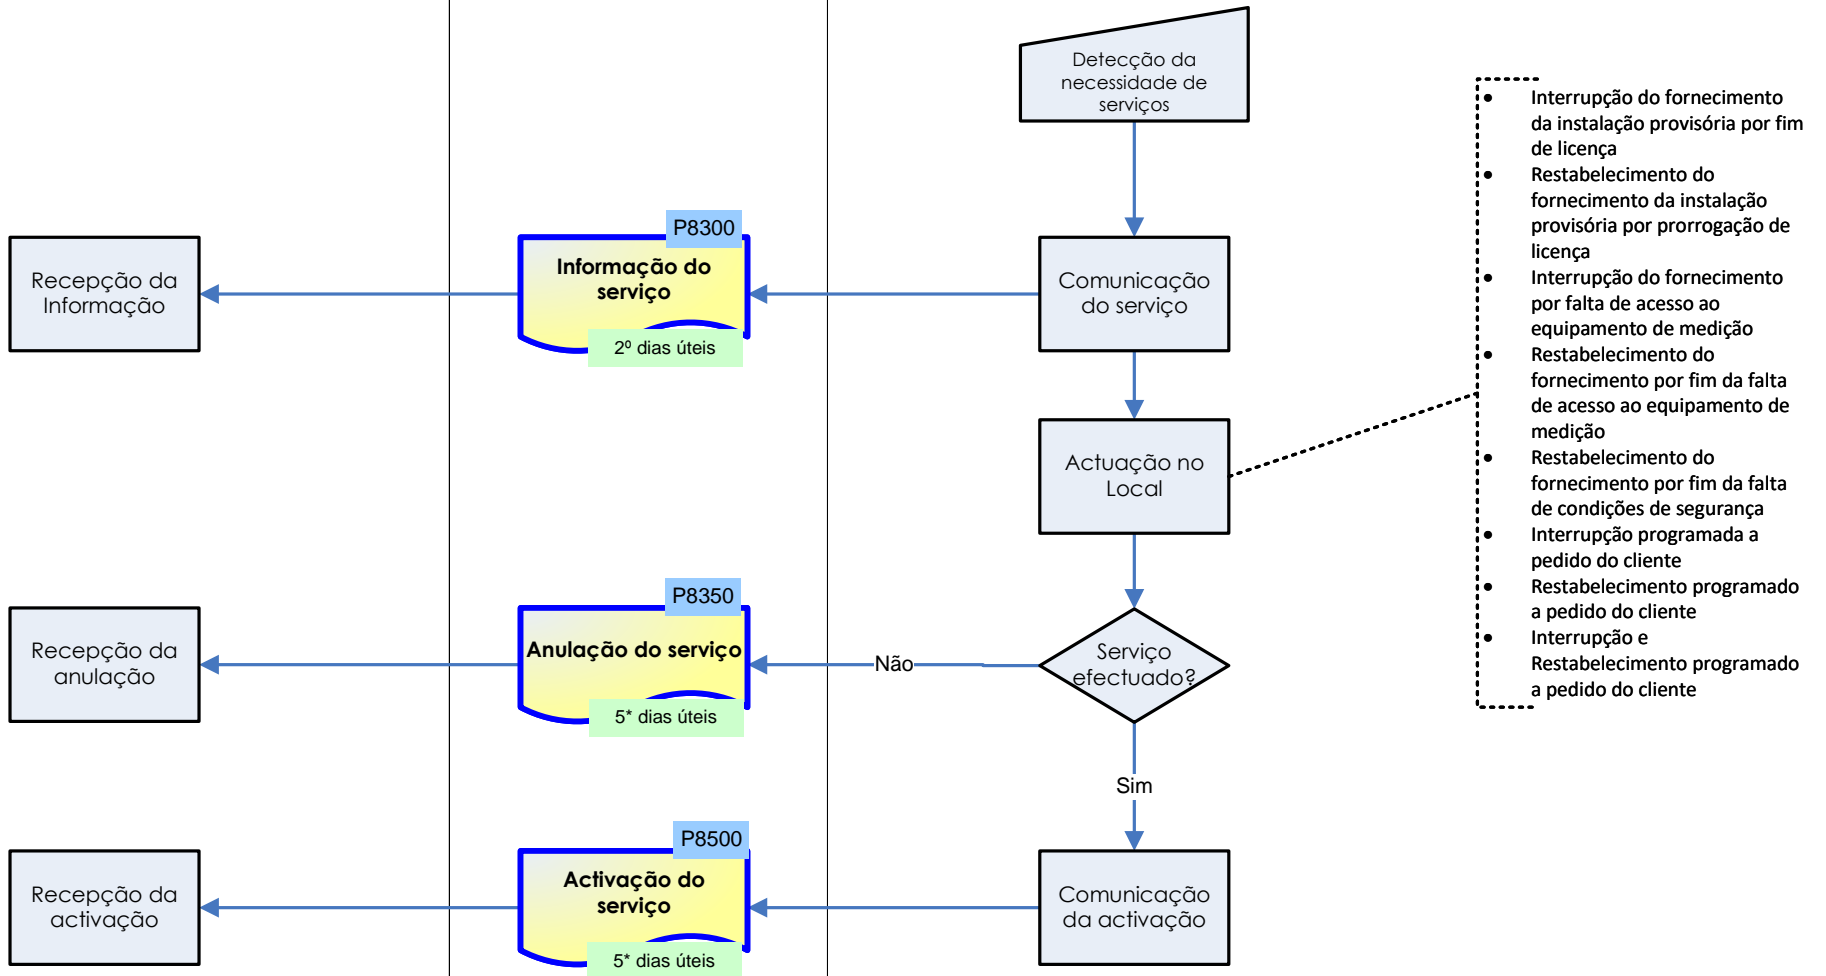 Detecção da
necessidade de
serviços
P8300
Recepção da
Informação
Informação do
serviço
2º dias úteis
Comunicação
do serviço
Actuação no
Local
P8350
Recepção da
anulação
Anulação do serviço
5* dias úteis
Não
Serviço
efectuado?
Sim
P8500
Recepção da
activação
Activação do
serviço
5* dias úteis
Comunicação
da activação
• Interrupção do fornecimento
da instalação provisória por fim
de licença
• Restabelecimento do
fornecimento da instalação
provisória por prorrogação de
licença
• Interrupção do fornecimento
por falta de acesso ao
equipamento de medição
• Restabelecimento do
fornecimento por fim da falta
de acesso ao equipamento de
medição
• Restabelecimento do
fornecimento por fim da falta
de condições de segurança
• Interrupção programada a
pedido do cliente
• Restabelecimento programado
a pedido do cliente
• Interrupção e
Restabelecimento programado
a pedido do cliente